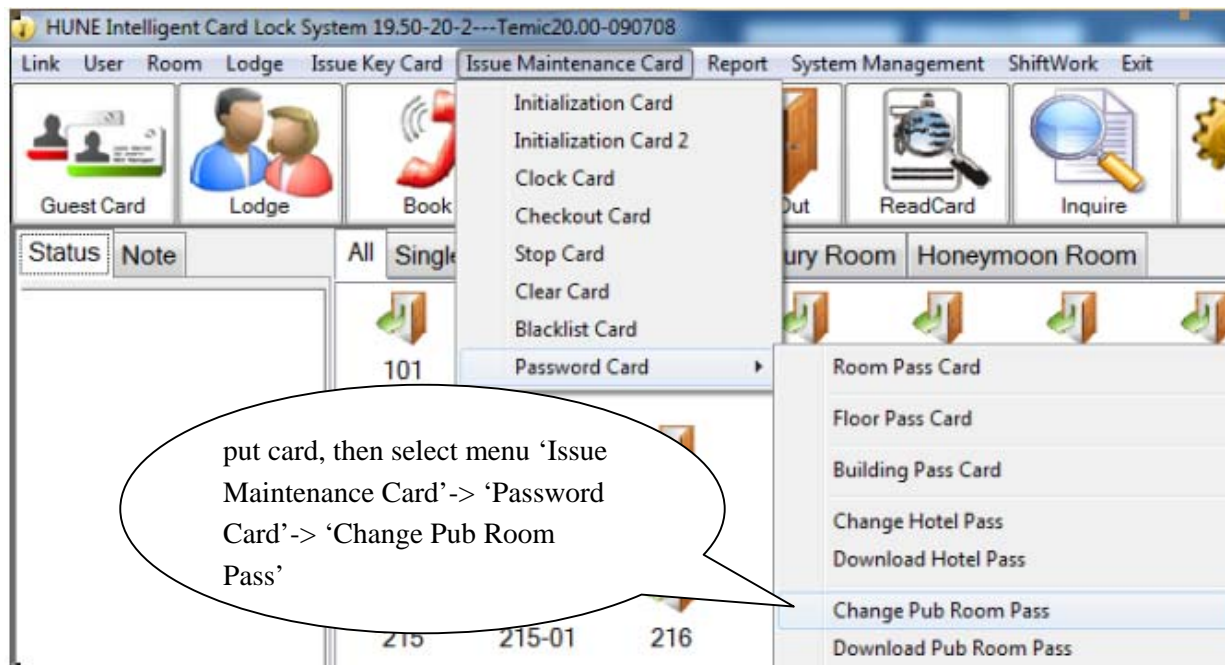 HUNE Intelligent Card Lock System 19.50-20-2---Temic20.00-090708
Link User Room Lodge Issue Key Card Issue Maintenance Card Report System Management ShiftWork Exit
Guest Card Lodge Book Out ReadCard Inquire
Initialization Card
Initialization Card 2
Clock Card
Checkout Card
Stop Card
Clear Card
Blacklist Card
Password Card
Status Note
All Single ury Room Honeymoon Room
101
Room Pass Card
Floor Pass Card
Building Pass Card
Change Hotel Pass
Download Hotel Pass
Change Pub Room Pass
Download Pub Room Pass
put card, then select menu ‘Issue
Maintenance Card’-> ‘Password
Card’-> ‘Change Pub Room
Pass’
215 215-01 216